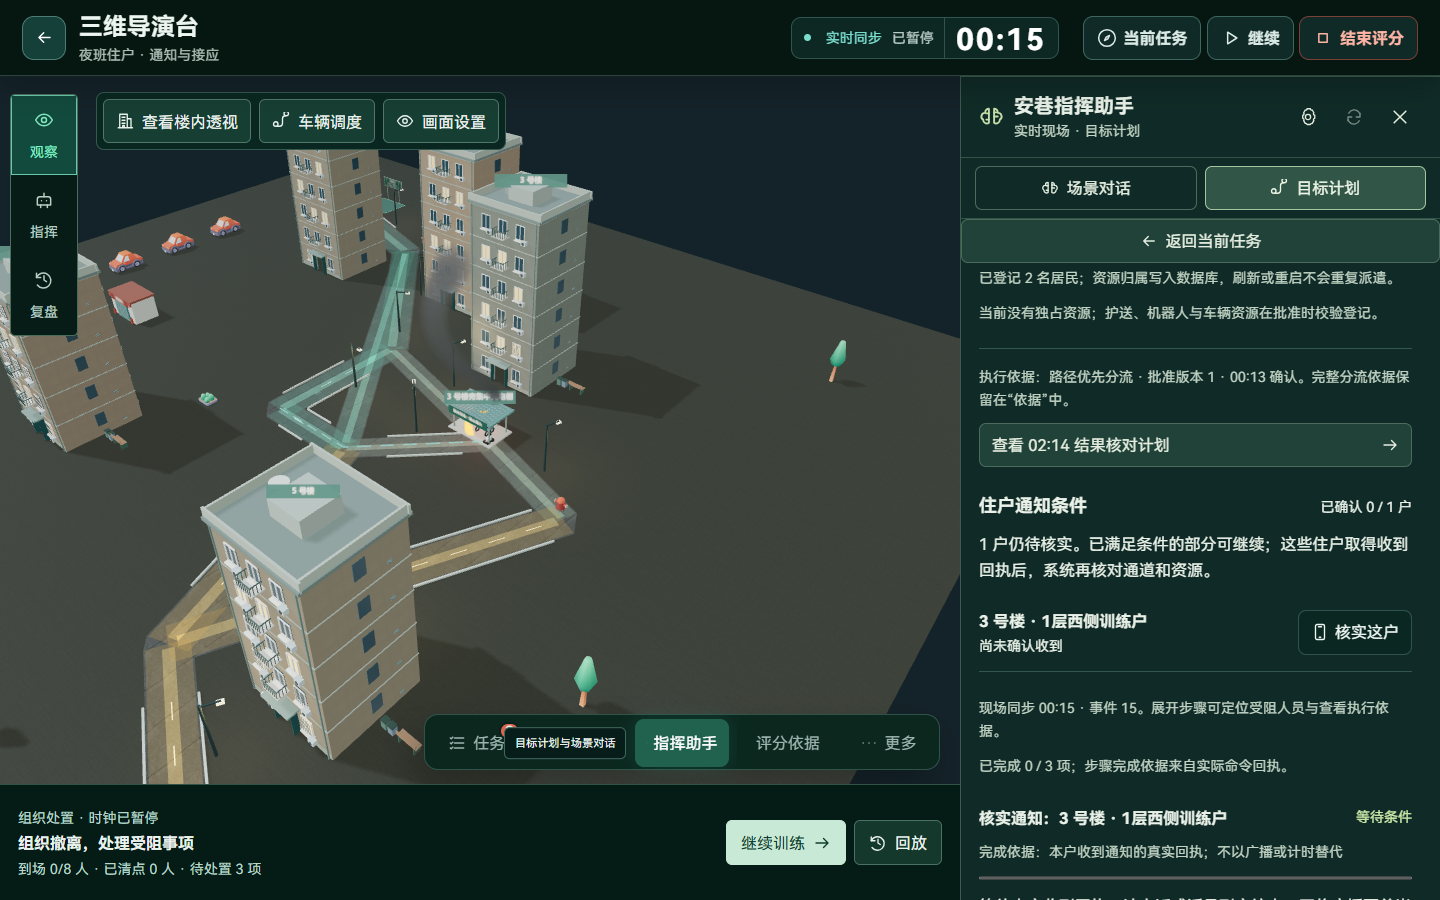 三维导演台
夜班住户 · 通知与接应
实时同步 已暂停 00:15
当前任务
继续
结束评分
观察
指挥
复盘
查看楼内透视
车辆调度
画面设置
3 号楼
5 号楼
任务
目标计划与场景对话
指挥助手
评分依据
··· 更多
组织处置 · 时钟已暂停
组织撤离，处理受阻事项
到场 0/8 人 · 已清点 0 人 · 待处置 3 项
继续训练
回放
安巷指挥助手
实时现场 · 目标计划
场景对话
目标计划
返回当前任务
已登记 2 名居民；资源归属写入数据库，刷新或重启不会重复派遣。
当前没有独占资源；护送、机器人与车辆资源在批准时校验登记。
执行依据：路径优先分流 · 批准版本 1 · 00:13 确认。完整分流依据保
留在“依据”中。
查看 02:14 结果核对计划
住户通知条件
已确认 0 / 1 户
1 户仍待核实。已满足条件的部分可继续；这些住户取得收到
回执后，系统再核对通道和资源。
3 号楼 · 1层西侧训练户
尚未确认收到
核实这户
现场同步 00:15 · 事件 15。展开步骤可定位受阻人员与查看执行依
据。
已完成 0 / 3 项；步骤完成依据来自实际命令回执。
核实通知：3 号楼 · 1层西侧训练户
等待条件
完成依据：本户收到通知的真实回执；不以广播或计时替代